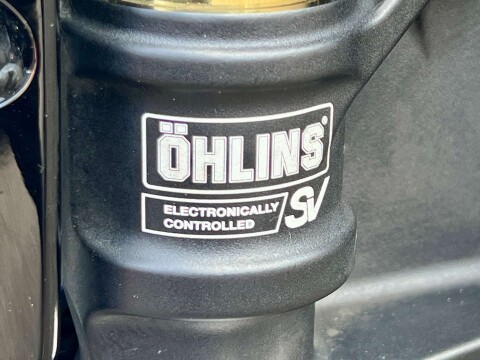 ÖHLINS®
ELECTRONICALLY
CONTROLLED
SV